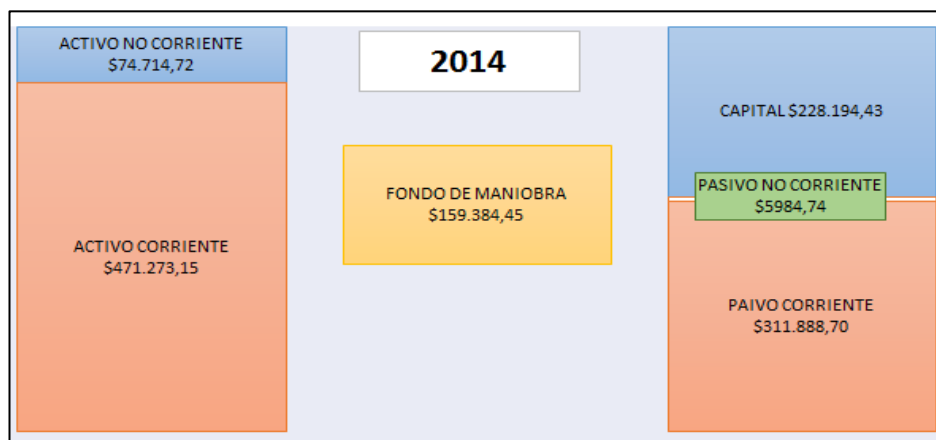 ACTIVO NO CORRIENTE
$74.714,72
2014
CAPITAL $228.194,43
FONDO DE MANIOBRA
$159.384,45
PASIVO NO CORRIENTE
$5984,74
ACTIVO CORRIENTE
$471.273,15
PAIVO CORRIENTE
$311.888,70